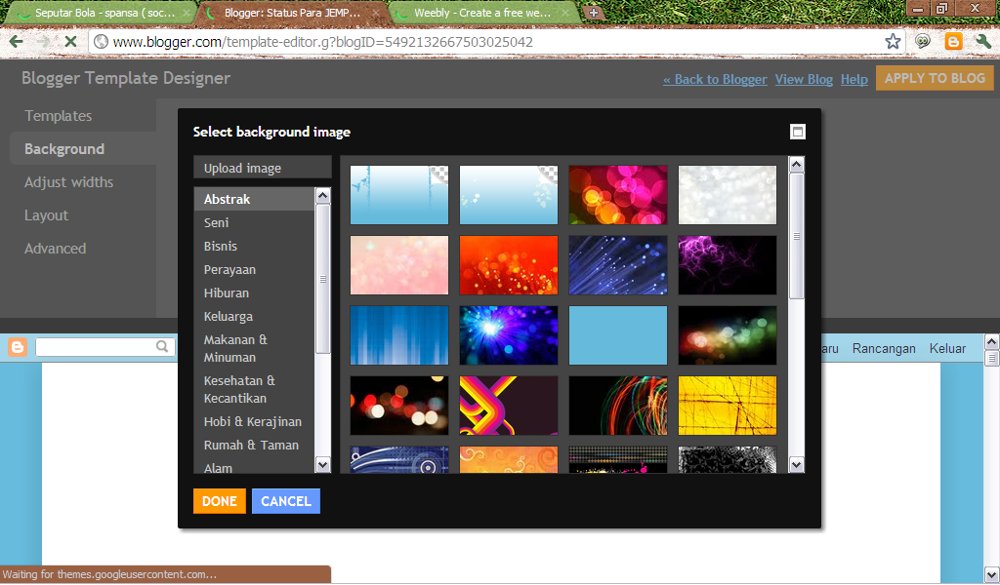 Seputar Bola - spansa ( soc...
Blogger: Status Para JEMP...
Weebly - Create a free we...
www.blogger.com/template-editor.g?blogID=5492132667503025042
Blogger Template Designer
« Back to Blogger View Blog Help APPLY TO BLOG
Templates
Background
Adjust widths
Layout
Advanced
Select background image
Upload image
Abstrak
Seni
Bisnis
Perayaan
Hiburan
Keluarga
Makanan &
Minuman
Kesehatan &
Kecantikan
Hobi & Kerajinan
Rumah & Taman
Alam
DONE CANCEL
aru Rancangan Keluar
Waiting for themes.googleusercontent.com...